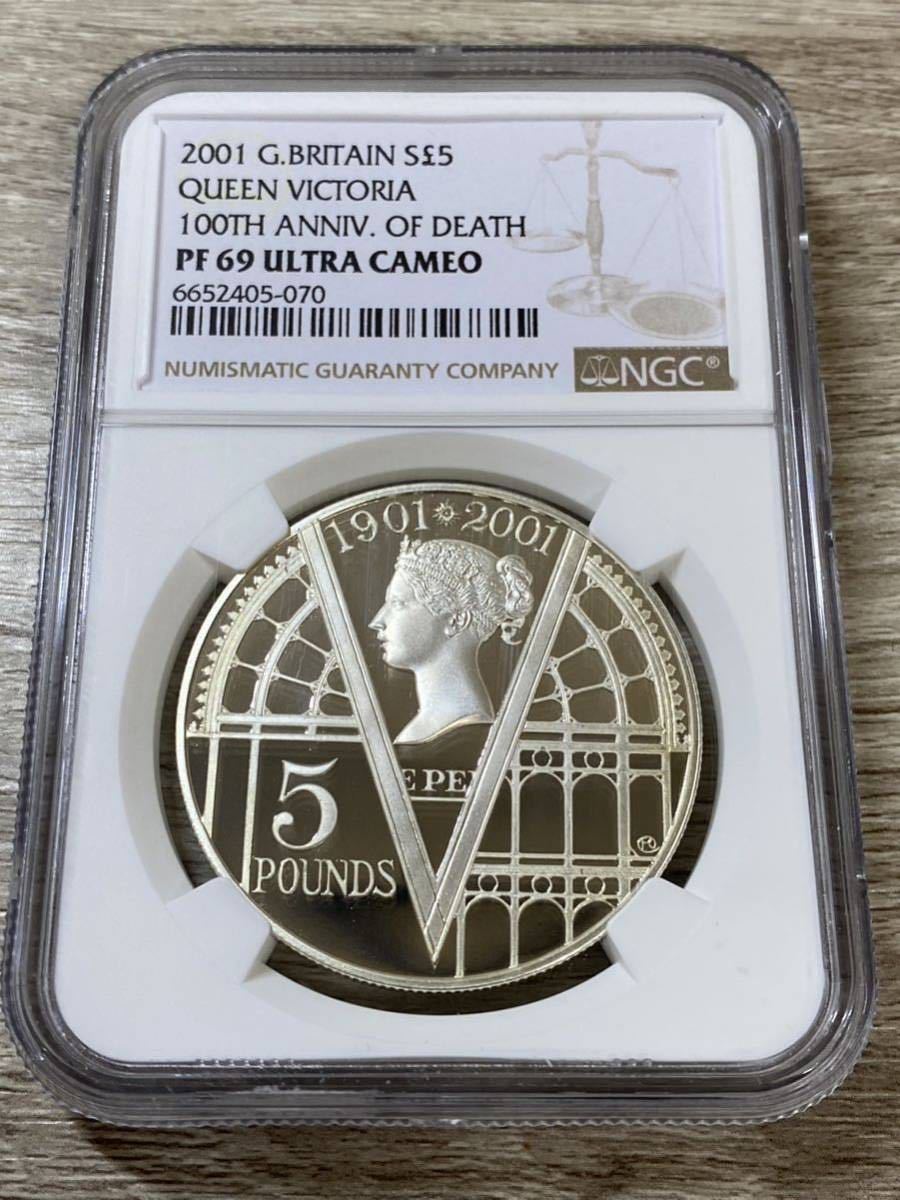 2001 G.BRITAIN S£5
QUEEN VICTORIA
100TH ANNIV. OF DEATH
PF 69 ULTRA CAMEO
6652405-070
NUMISMATIC GUARANTY COMPANY
NGC®
1901 2001
E PEN
5
POUNDS